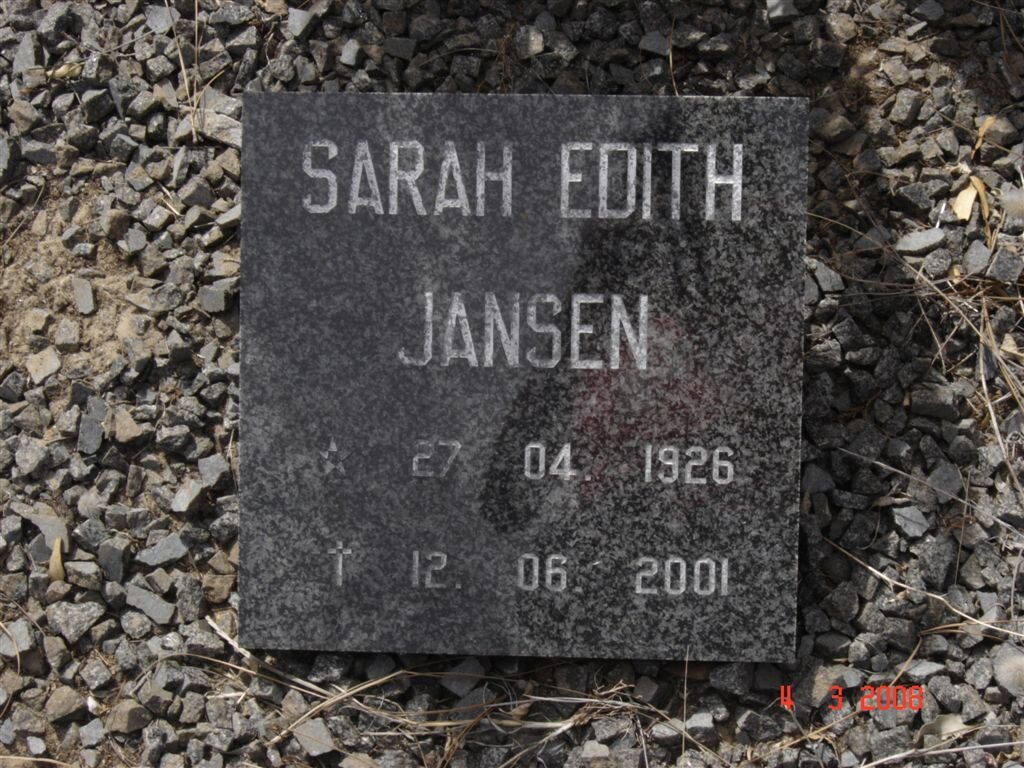 SARAH EDITH
JANSEN
☆ 27 04. 1926
† 12. 06. 2001
4 3 2008